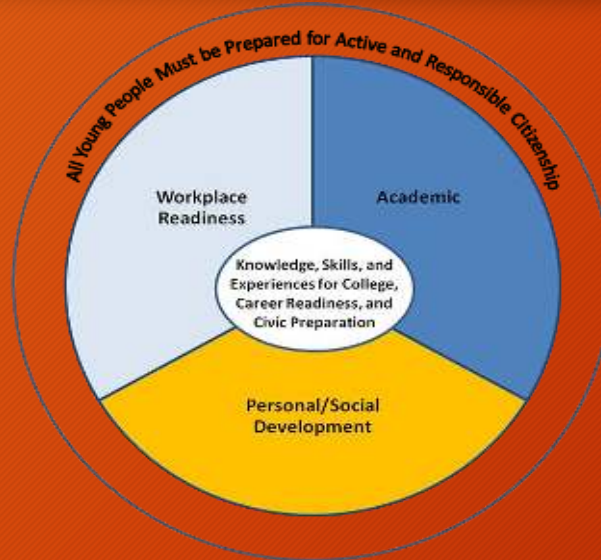 All Young People Must be Prepared for Active and Responsible Citizenship
Workplace
Readiness
Academic
Knowledge, Skills, and
Experiences for College,
Career Readiness, and
Civic Preparation
Personal/Social
Development